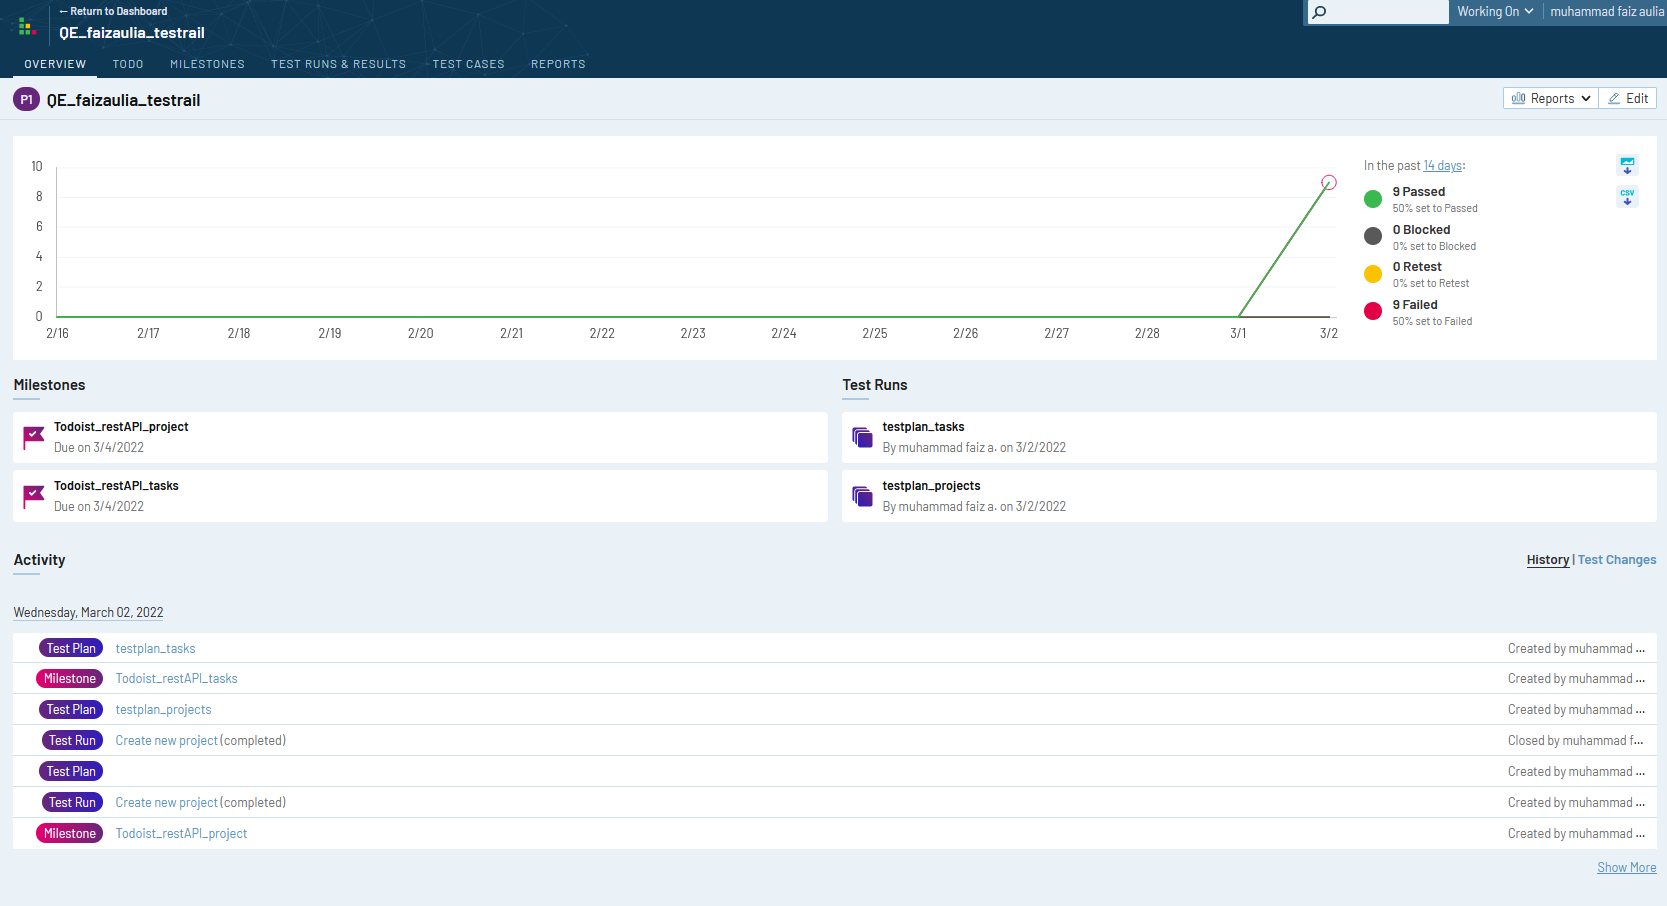 ← Return to Dashboard
QE_faizaulia_testrail
Working On
muhammad faiz aulia
OVERVIEW TODO MILESTONES TEST RUNS & RESULTS TEST CASES REPORTS
P1 QE_faizaulia_testrail
Reports Edit
10
8
6
4
2
0
2/16 2/17 2/18 2/19 2/20 2/21 2/22 2/23 2/24 2/25 2/26 2/27 2/28 3/1 3/2
In the past 14 days:
9 Passed
50% set to Passed
0 Blocked
0% set to Blocked
0 Retest
0% set to Retest
9 Failed
50% set to Failed
CSV
Milestones
Todoist_restAPI_project
Due on 3/4/2022
Todoist_restAPI_tasks
Due on 3/4/2022
Test Runs
testplan_tasks
By muhammad faiz a. on 3/2/2022
testplan_projects
By muhammad faiz a. on 3/2/2022
Activity
History | Test Changes
Wednesday, March 02, 2022
Test Plan testplan_tasks Created by muhammad ...
Milestone Todoist_restAPI_tasks Created by muhammad ...
Test Plan testplan_projects Created by muhammad ...
Test Run Create new project (completed) Closed by muhammad f...
Test Plan Created by muhammad ...
Test Run Create new project (completed) Created by muhammad ...
Milestone Todoist_restAPI_project Created by muhammad ...
Show More